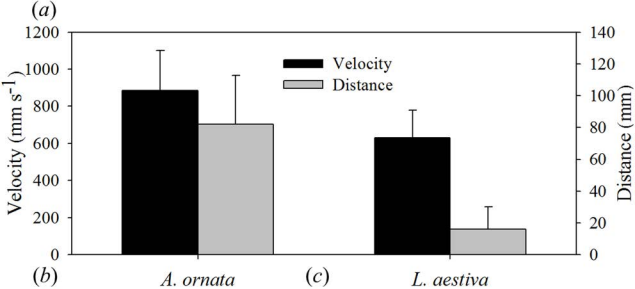 (a)
1200
1000
800
600
400
200
0
Velocity (mm s-1)
Velocity
Distance
140
120
100
80
60
40
20
0
Distance (mm)
(b) A. ornata (c) L. aestiva